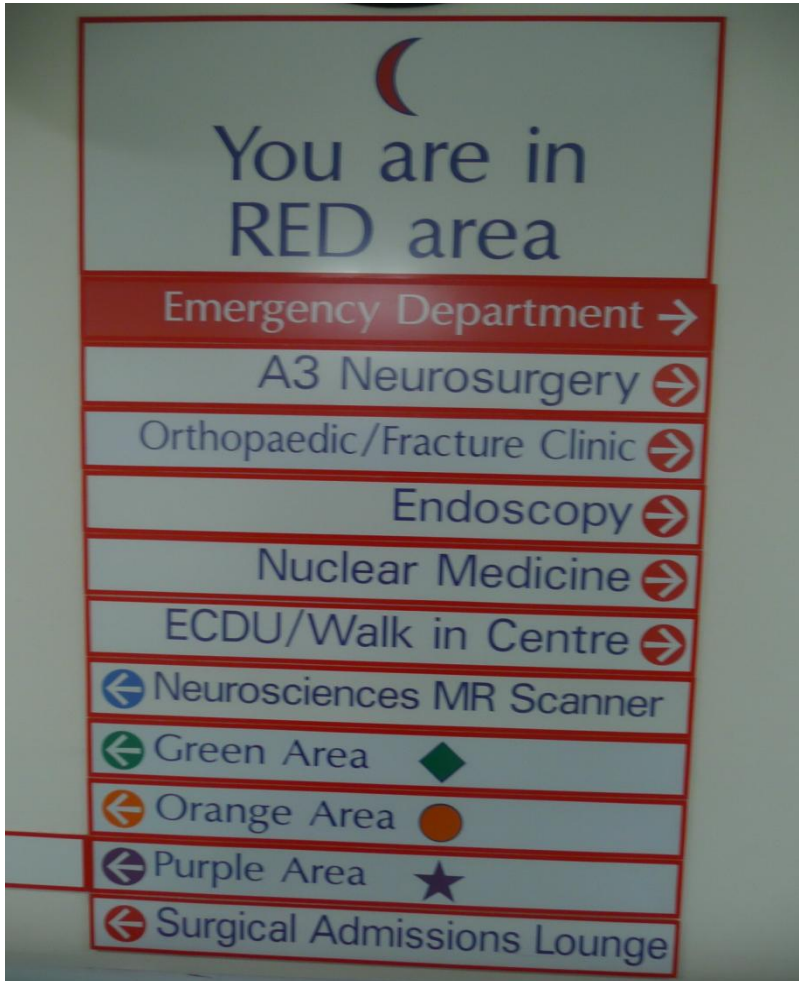 You are in
RED area
Emergency Department
A3 Neurosurgery
Orthopaedic/Fracture Clinic
Endoscopy
Nuclear Medicine
ECDU/Walk in Centre
Neurosciences MR Scanner
Green Area
Orange Area
Purple Area
Surgical Admissions Lounge